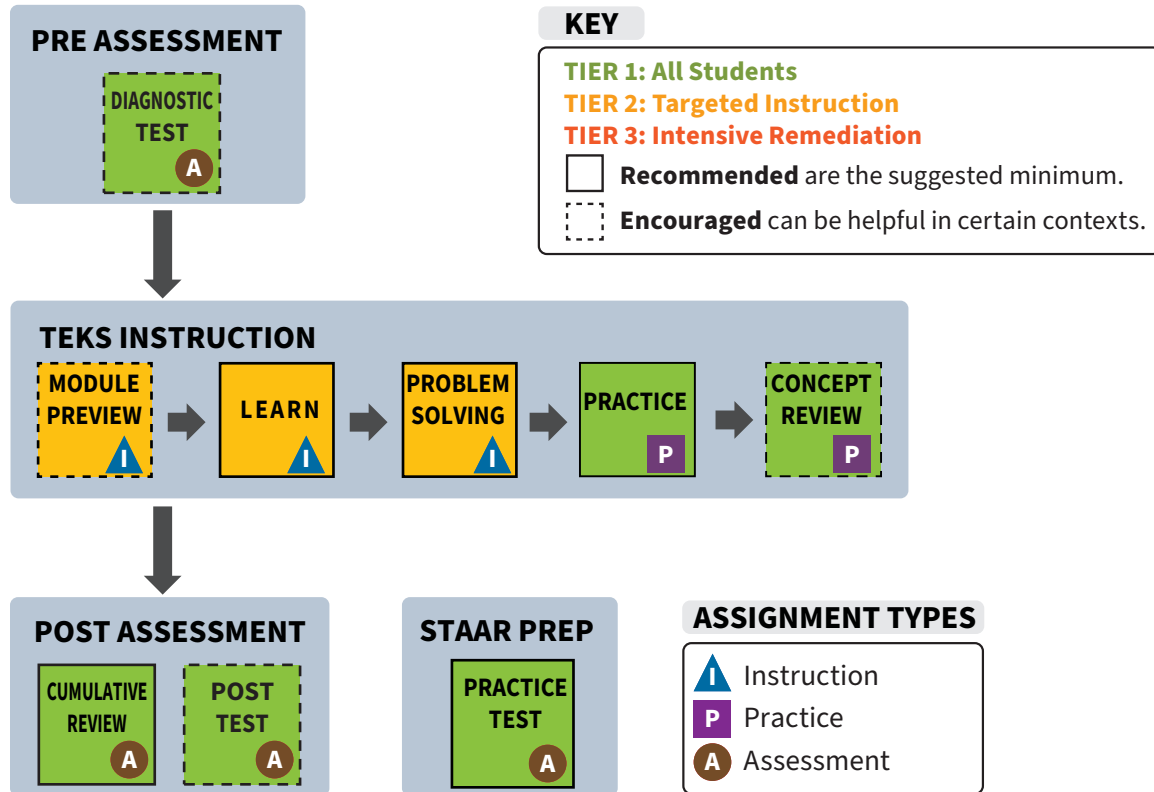 PRE ASSESSMENT
DIAGNOSTIC
TEST
A
KEY
TIER 1: All Students
TIER 2: Targeted Instruction
TIER 3: Intensive Remediation
Recommended are the suggested minimum.
Encouraged can be helpful in certain contexts.
TEKS INSTRUCTION
MODULE
PREVIEW
I
LEARN
I
PROBLEM
SOLVING
I
PRACTICE
P
CONCEPT
REVIEW
P
POST ASSESSMENT
CUMULATIVE
REVIEW
A
POST
TEST
A
STAAR PREP
PRACTICE
TEST
A
ASSIGNMENT TYPES
I Instruction
P Practice
A Assessment